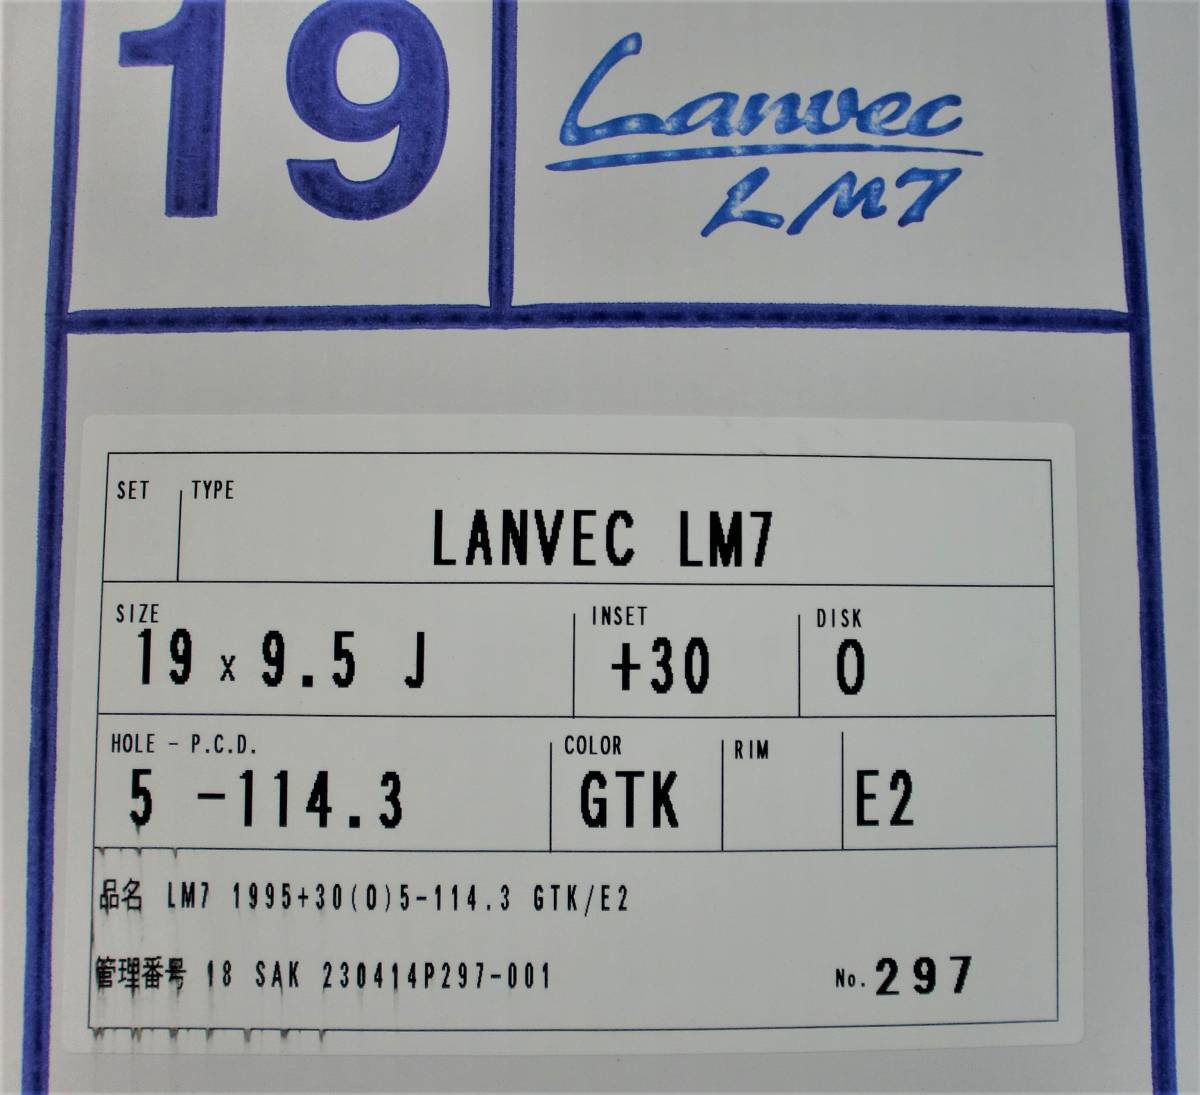 19
Lanvec
LM7
SET TYPE
LANVEC LM7
SIZE INSET DISK
19 x 9.5 J +30 0
HOLE - P.C.D. COLOR RIM
5 -114.3 GTK E2
品名 LM7 1995+30(0)5-114.3 GTK/E2
管理番号 18 SAK 230414P297-001 No. 297